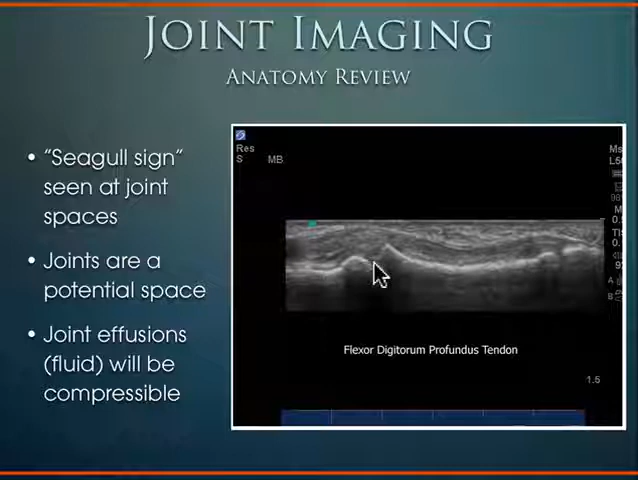 JOINT IMAGING
ANATOMY REVIEW
• "Seagull sign"
seen at joint
spaces
• Joints are a
potential space
• Joint effusions
(fluid) will be
compressible
Res
S MB
Flexor Digitorum Profundus Tendon
1.5